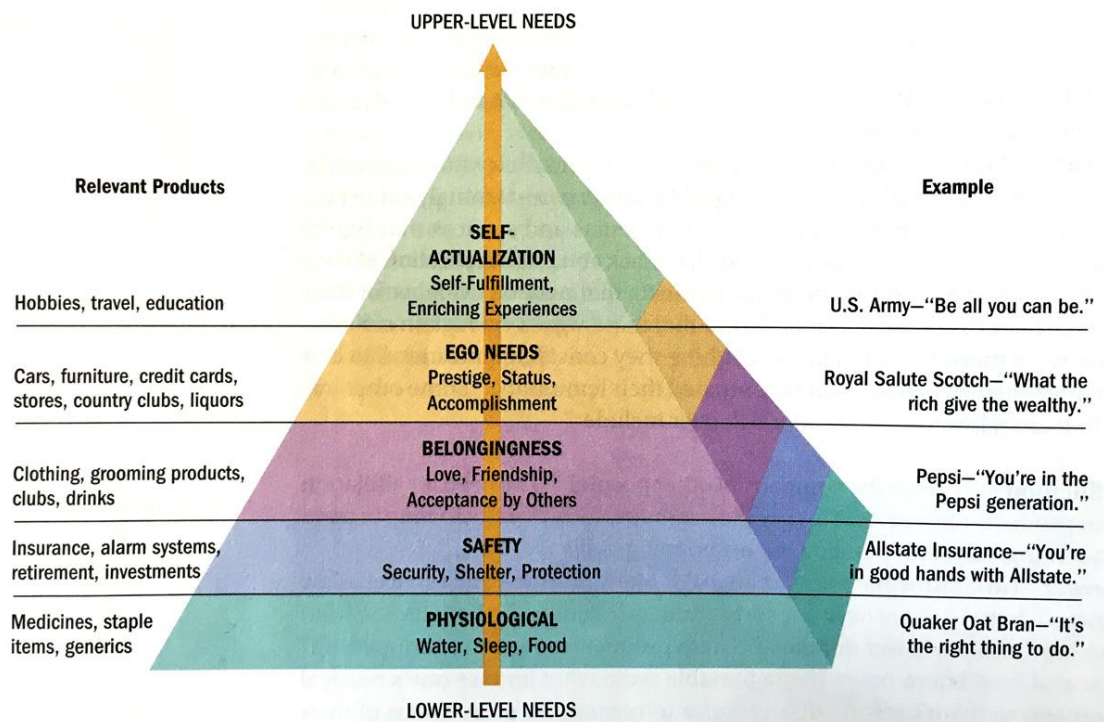 UPPER-LEVEL NEEDS
Relevant Products
Example
SELF-
ACTUALIZATION
Self-Fulfillment,
Enriching Experiences
Hobbies, travel, education
U.S. Army—“Be all you can be.”
EGO NEEDS
Prestige, Status,
Accomplishment
Cars, furniture, credit cards,
stores, country clubs, liquors
Royal Salute Scotch—“What the
rich give the wealthy.”
BELONGINGNESS
Love, Friendship,
Acceptance by Others
Clothing, grooming products,
clubs, drinks
Pepsi—“You’re in the
Pepsi generation.”
SAFETY
Security, Shelter, Protection
Insurance, alarm systems,
retirement, investments
Allstate Insurance—“You’re
in good hands with Allstate.”
PHYSIOLOGICAL
Water, Sleep, Food
Medicines, staple
items, generics
Quaker Oat Bran—“It’s
the right thing to do.”
LOWER-LEVEL NEEDS